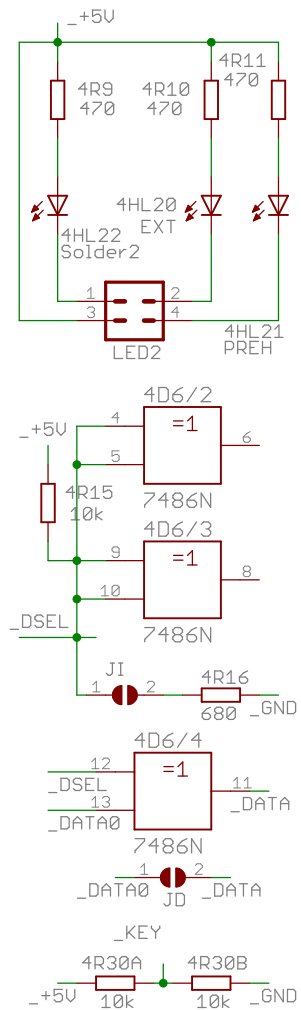 _+5V
4R9
470
4R10
470
4R11
470
4HL20
EXT
4HL22
Solder2
1
2
3
4
4HL21
PREH
LED2
4D6/2
4
=1
6
5
7486N
_+5V
4R15
10k
4D6/3
9
=1
8
10
7486N
_DSEL
JI
1
2
4R16
680
_GND
4D6/4
12
=1
_DSEL
11
13
_DATA
_DATA0
7486N
1
2
_DATA0
_DATA
JD
_KEY
4R30A
4R30B
_+5V
10k
10k
_GND